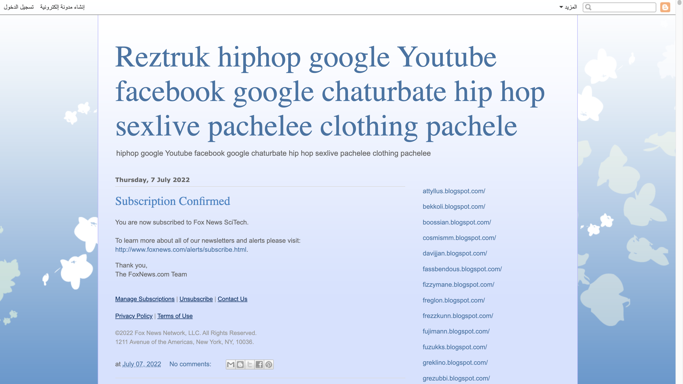 إنشاء مدونة إلكترونية تسجيل الدخول
المزيد
Reztruk hiphop google Youtube
facebook google chaturbate hip hop
sexlive pachelee clothing pachele
hiphop google Youtube facebook google chaturbate hip hop sexlive pachelee clothing pachelee
Thursday, 7 July 2022
Subscription Confirmed
You are now subscribed to Fox News SciTech.
To learn more about all of our newsletters and alerts please visit:
http://www.foxnews.com/alerts/subscribe.html.
Thank you,
The FoxNews.com Team
Manage Subscriptions | Unsubscribe | Contact Us
Privacy Policy | Terms of Use
©2022 Fox News Network, LLC. All Rights Reserved.
1211 Avenue of the Americas, New York, NY, 10036.
at July 07, 2022 No comments:
attyllus.blogspot.com/
bekkoli.blogspot.com/
boossian.blogspot.com/
cosmismm.blogspot.com/
davijjan.blogspot.com/
fassbendous.blogspot.com/
fizzymane.blogspot.com/
freglon.blogspot.com/
frezzkunn.blogspot.com/
fujimann.blogspot.com/
fuzukks.blogspot.com/
greklino.blogspot.com/
grezubbi.blogspot.com/